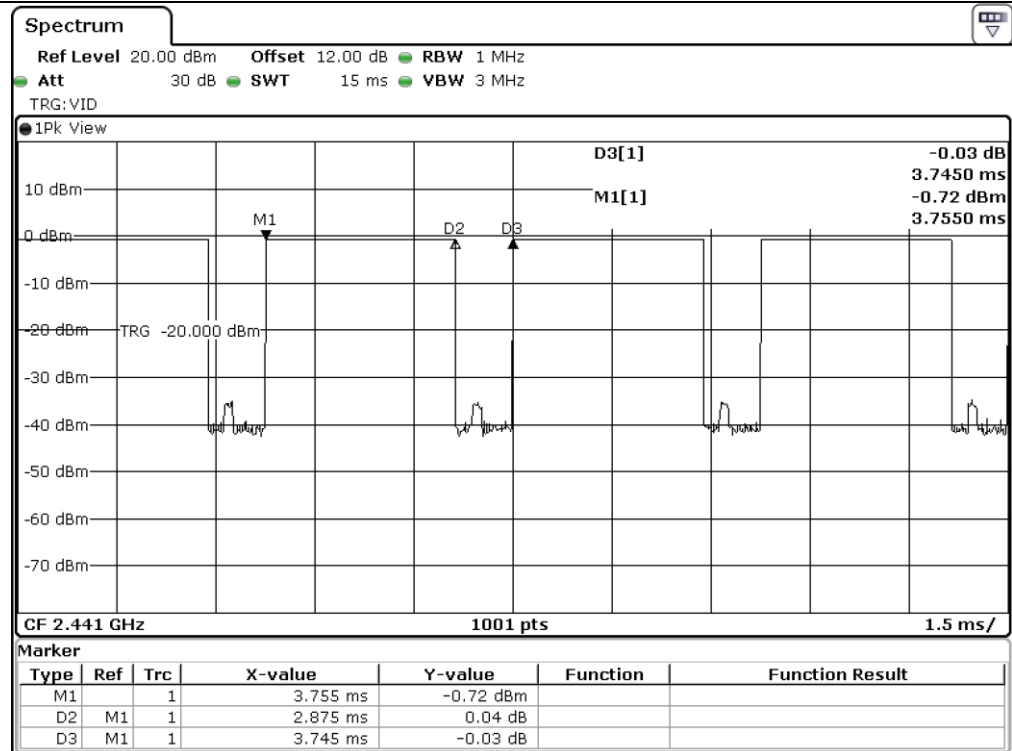 Spectrum
Ref Level 20.00 dBm Offset 12.00 dB RBW 1 MHz
Att 30 dB SWT 15 ms VBW 3 MHz
TRG:VID
1Pk View
D3[1] -0.03 dB
3.7450 ms
10 dBm
M1[1] -0.72 dBm
3.7550 ms
M1 D2 D3
0 dBm
-10 dBm
-20 dBm TRG -20.000 dBm
-30 dBm
-40 dBm
-50 dBm
-60 dBm
-70 dBm
CF 2.441 GHz 1001 pts 1.5 ms/
Marker
Type Ref Trc X-value Y-value Function Function Result
M1 1 3.755 ms -0.72 dBm
D2 M1 1 2.875 ms 0.04 dB
D3 M1 1 3.745 ms -0.03 dB